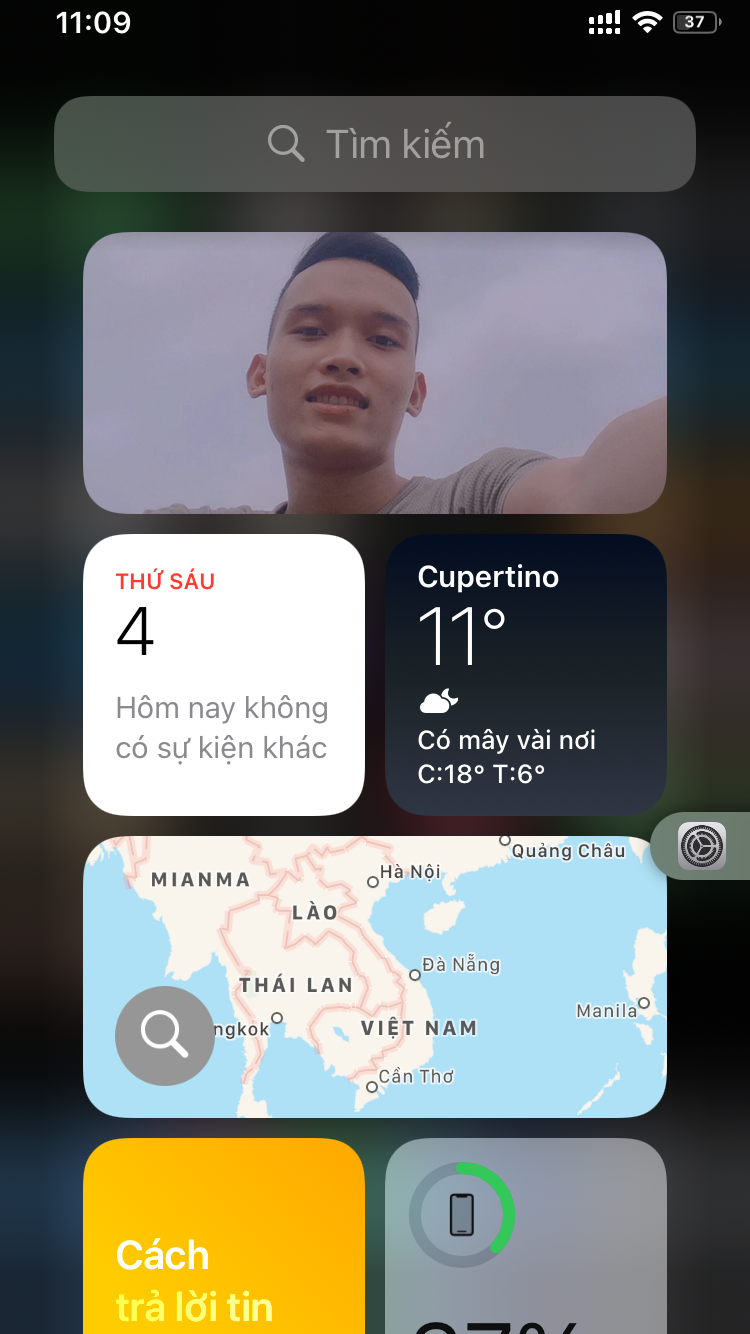 11:09
37
Tìm kiếm
THỨ SÁU
4
Hôm nay không
có sự kiện khác
Cupertino
11°
Có mây vài nơi
C:18° T:6°
Quảng Châu
Hà Nội
MIANMA
LÀO
Đà Nẵng
THÁI LAN
Manila
ngkok
VIỆT NAM
Cần Thơ
Cách
trả lời tin